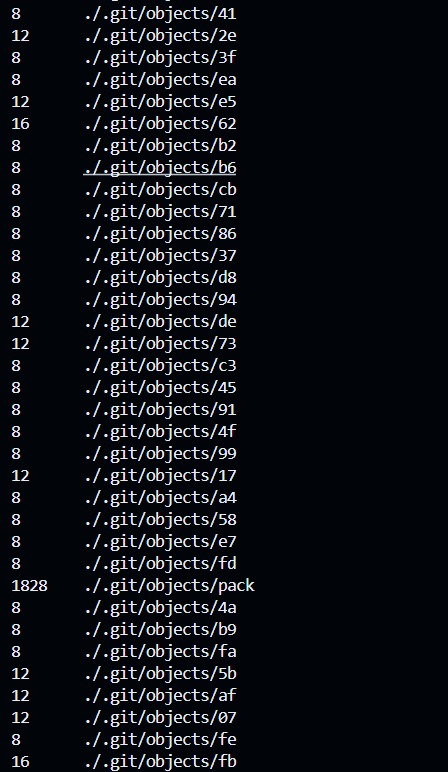 8 ./.git/objects/41
12 ./.git/objects/2e
8 ./.git/objects/3f
8 ./.git/objects/ea
12 ./.git/objects/e5
16 ./.git/objects/62
8 ./.git/objects/b2
8 ./.git/objects/b6
8 ./.git/objects/cb
8 ./.git/objects/71
8 ./.git/objects/86
8 ./.git/objects/37
8 ./.git/objects/d8
8 ./.git/objects/94
12 ./.git/objects/de
12 ./.git/objects/73
8 ./.git/objects/c3
8 ./.git/objects/45
8 ./.git/objects/91
8 ./.git/objects/4f
8 ./.git/objects/99
12 ./.git/objects/17
8 ./.git/objects/a4
8 ./.git/objects/58
8 ./.git/objects/e7
8 ./.git/objects/fd
1828 ./.git/objects/pack
8 ./.git/objects/4a
8 ./.git/objects/b9
8 ./.git/objects/fa
12 ./.git/objects/5b
12 ./.git/objects/af
12 ./.git/objects/07
8 ./.git/objects/fe
16 ./.git/objects/fb